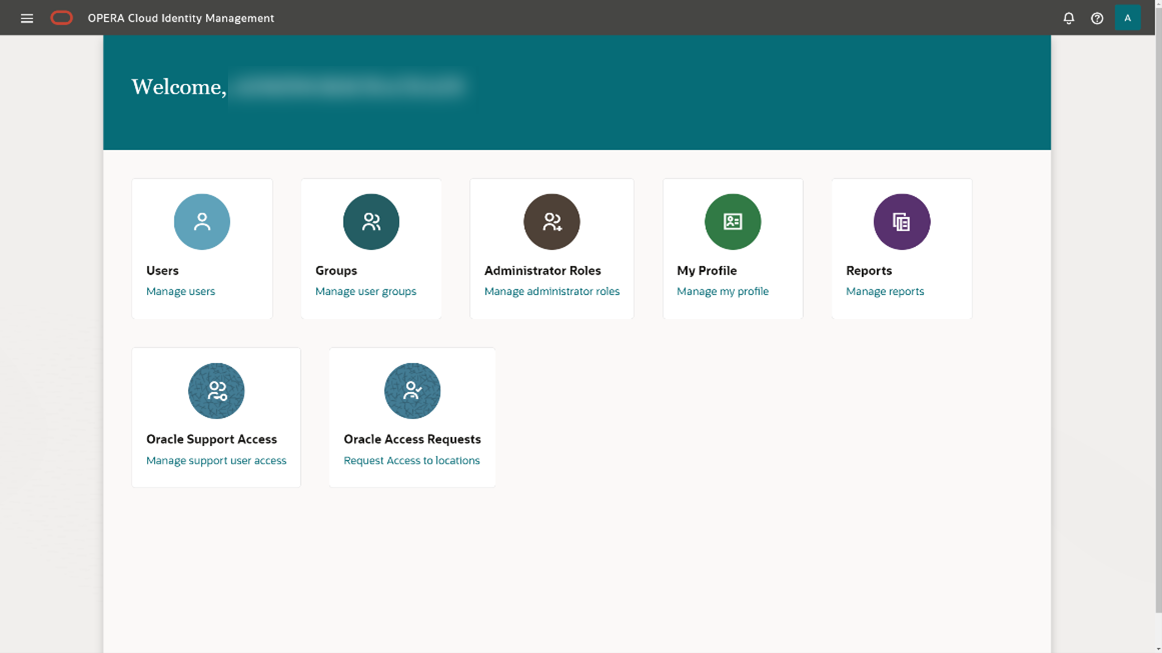 OPERA Cloud Identity Management
A
Welcome,
Users
Manage users
Groups
Manage user groups
Administrator Roles
Manage administrator roles
My Profile
Manage my profile
Reports
Manage reports
Oracle Support Access
Manage support user access
Oracle Access Requests
Request Access to locations